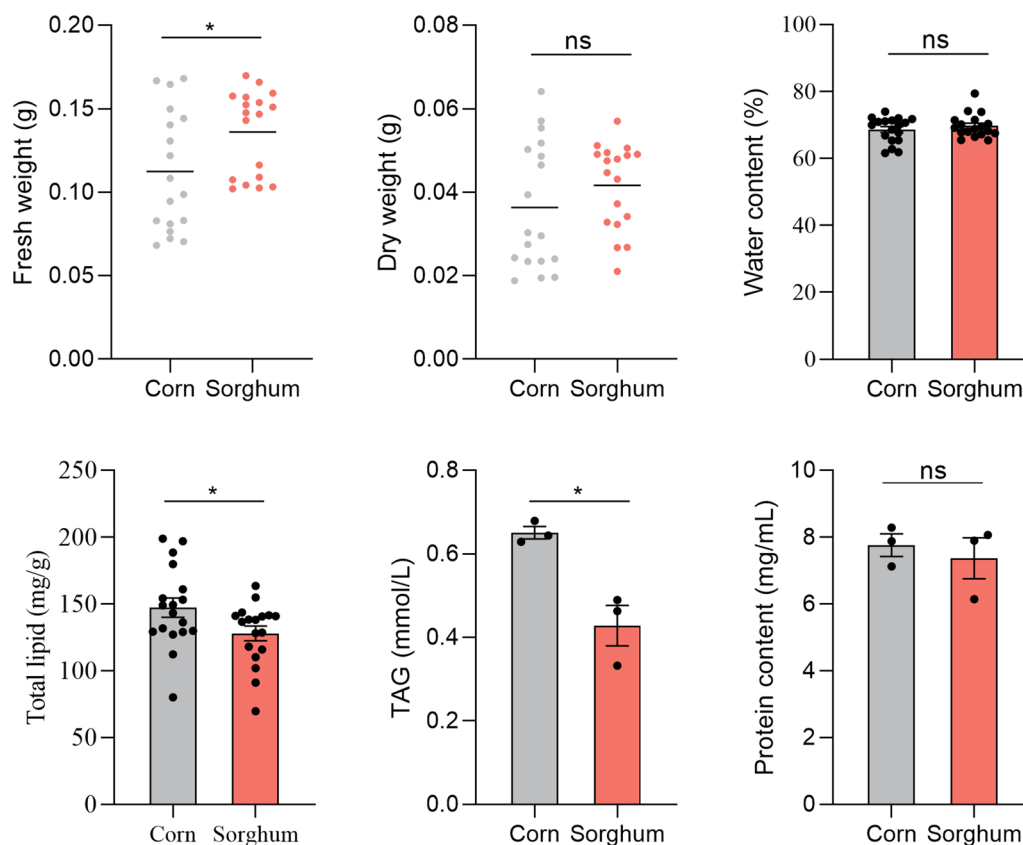 Fresh weight (g)
0.20
0.15
0.10
0.05
0.00
*
Corn Sorghum
Dry weight (g)
0.08
0.06
0.04
0.02
0.00
ns
Corn Sorghum
Water content (%)
100
80
60
40
20
0
ns
Corn Sorghum
Total lipid (mg/g)
250
200
150
100
50
0
*
Corn Sorghum
TAG (mmol/L)
0.8
0.6
0.4
0.2
0.0
*
Corn Sorghum
Protein content (mg/mL)
10
8
6
4
2
0
ns
Corn Sorghum